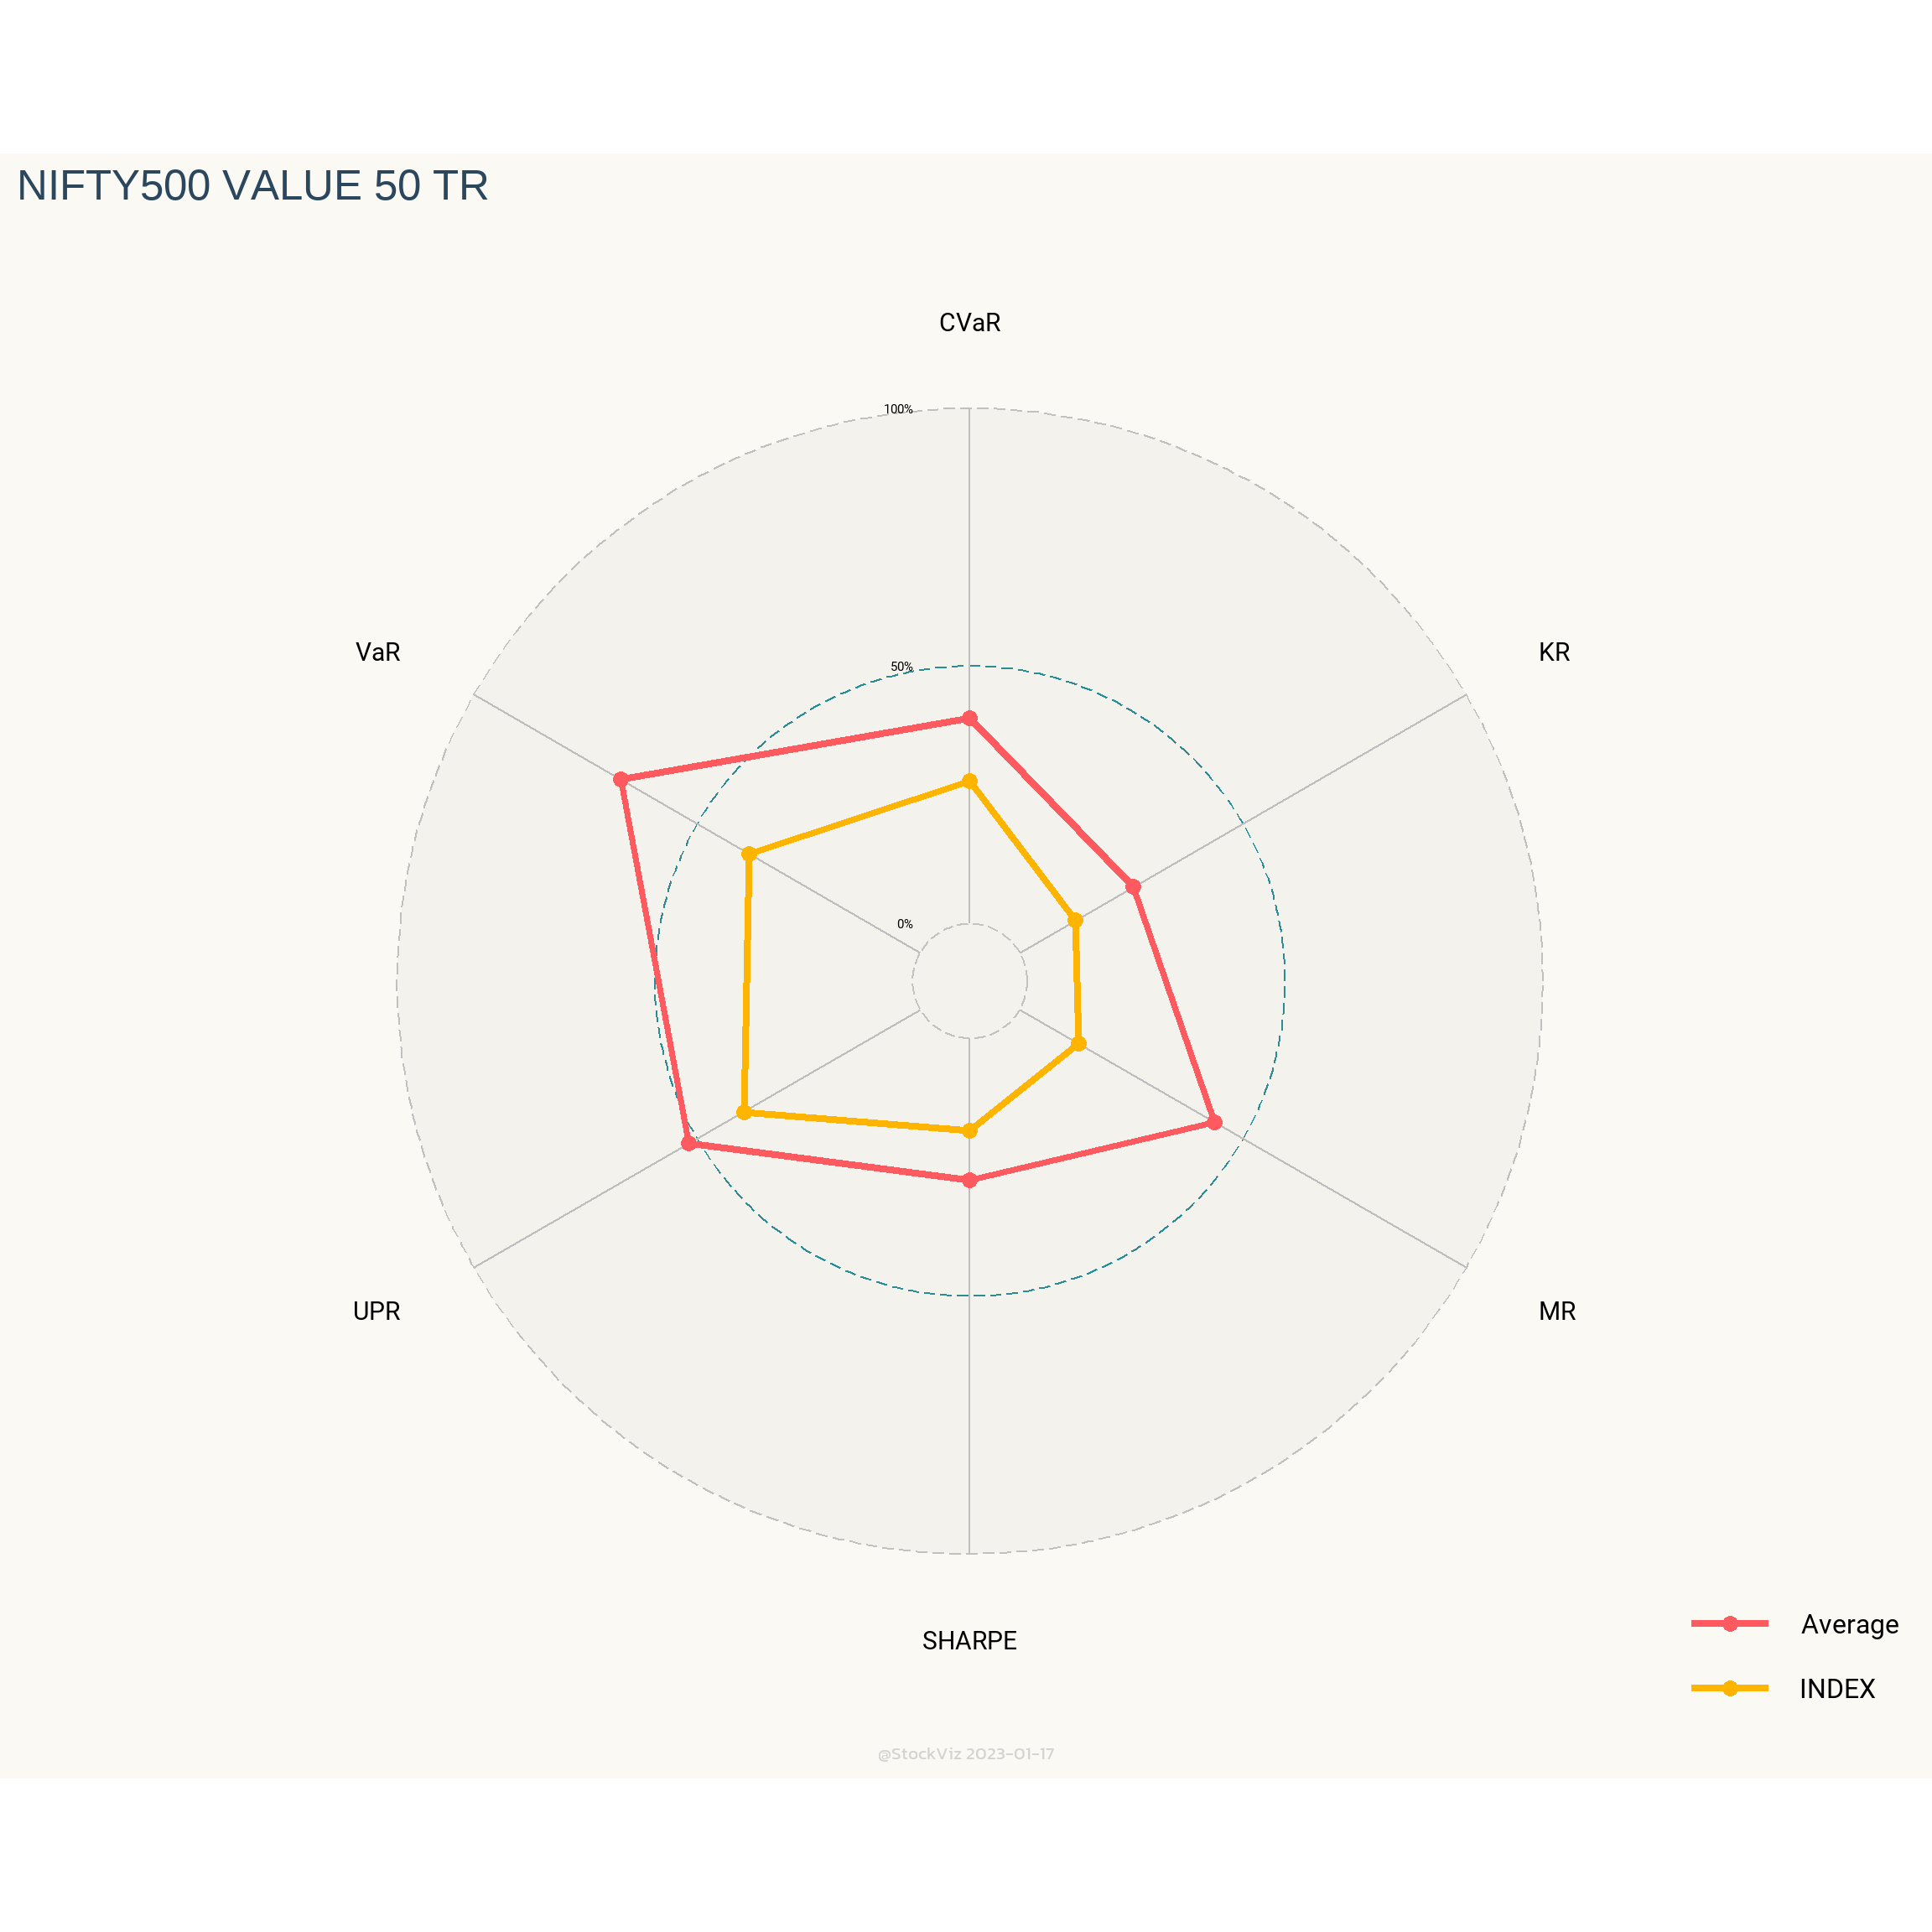 NIFTY500 VALUE 50 TR
CVaR
100%
VaR
KR
50%
0%
UPR
MR
SHARPE
Average
INDEX
@StockViz 2023-01-17